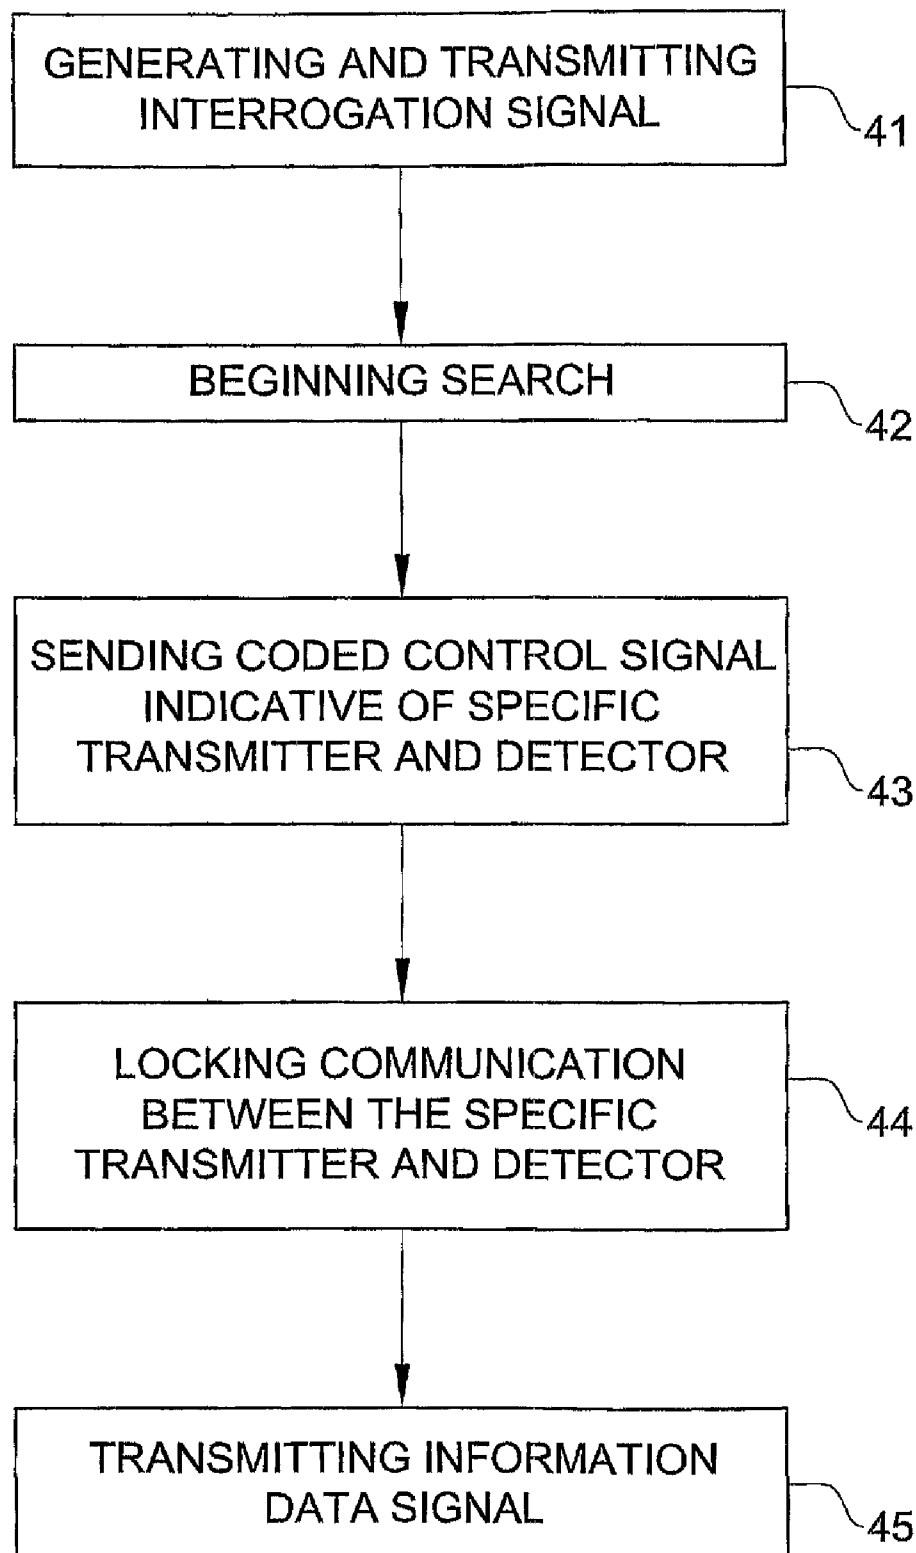 GENERATING AND TRANSMITTING
INTERROGATION SIGNAL
41
BEGINNING SEARCH
42
SENDING CODED CONTROL SIGNAL
INDICATIVE OF SPECIFIC
TRANSMITTER AND DETECTOR
43
LOCKING COMMUNICATION
BETWEEN THE SPECIFIC
TRANSMITTER AND DETECTOR
44
TRANSMITTING INFORMATION
DATA SIGNAL
45